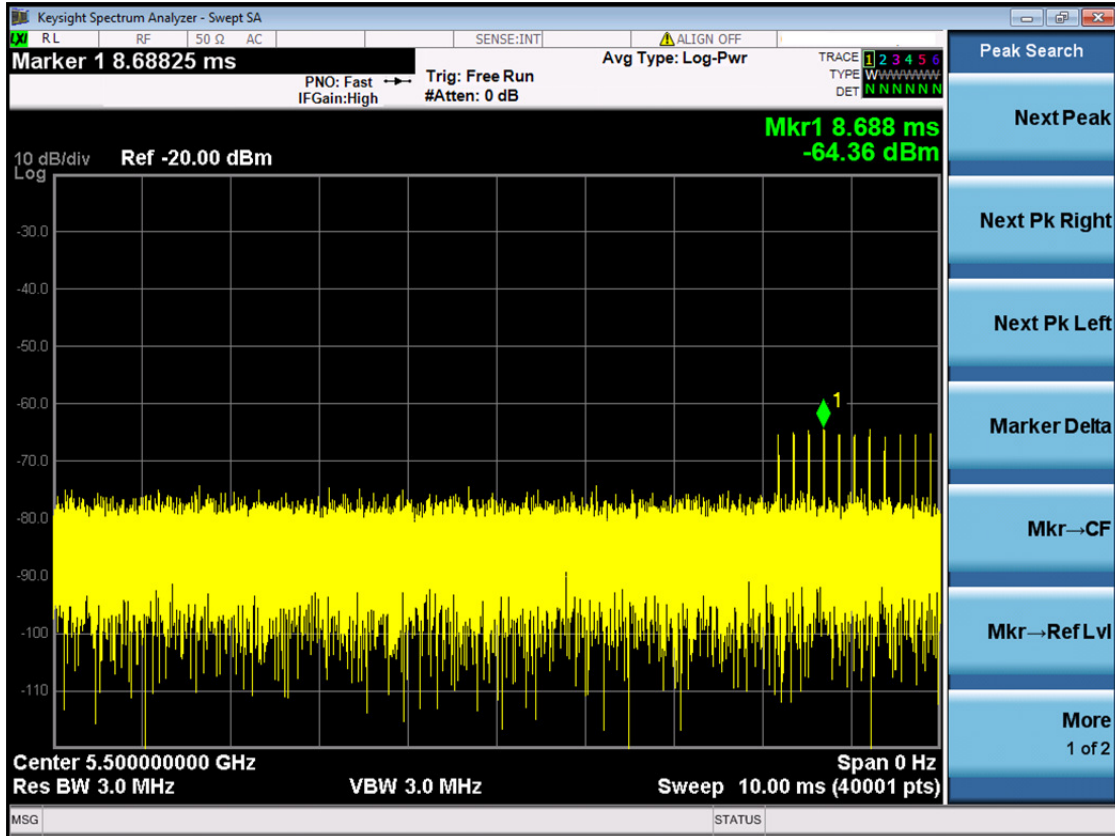 Keysight Spectrum Analyzer - Swept SA
LXI RL RF 50 Ω AC SENSE:INT ALIGN OFF
Marker 1 8.68825 ms
PNO: Fast
IFGain:High
Trig: Free Run
#Atten: 0 dB
Avg Type: Log-Pwr
TRACE 1 2 3 4 5 6
TYPE WWWWWW
DET N N N N N N
Mkr1 8.688 ms
-64.36 dBm
10 dB/div Ref -20.00 dBm
Log
-30.0
-40.0
-50.0
-60.0
1
-70.0
-80.0
-90.0
-100
-110
Center 5.500000000 GHz Span 0 Hz
Res BW 3.0 MHz VBW 3.0 MHz Sweep 10.00 ms (40001 pts)
MSG STATUS
Peak Search
Next Peak
Next Pk Right
Next Pk Left
Marker Delta
Mkr→CF
Mkr→Ref Lvl
More
1 of 2